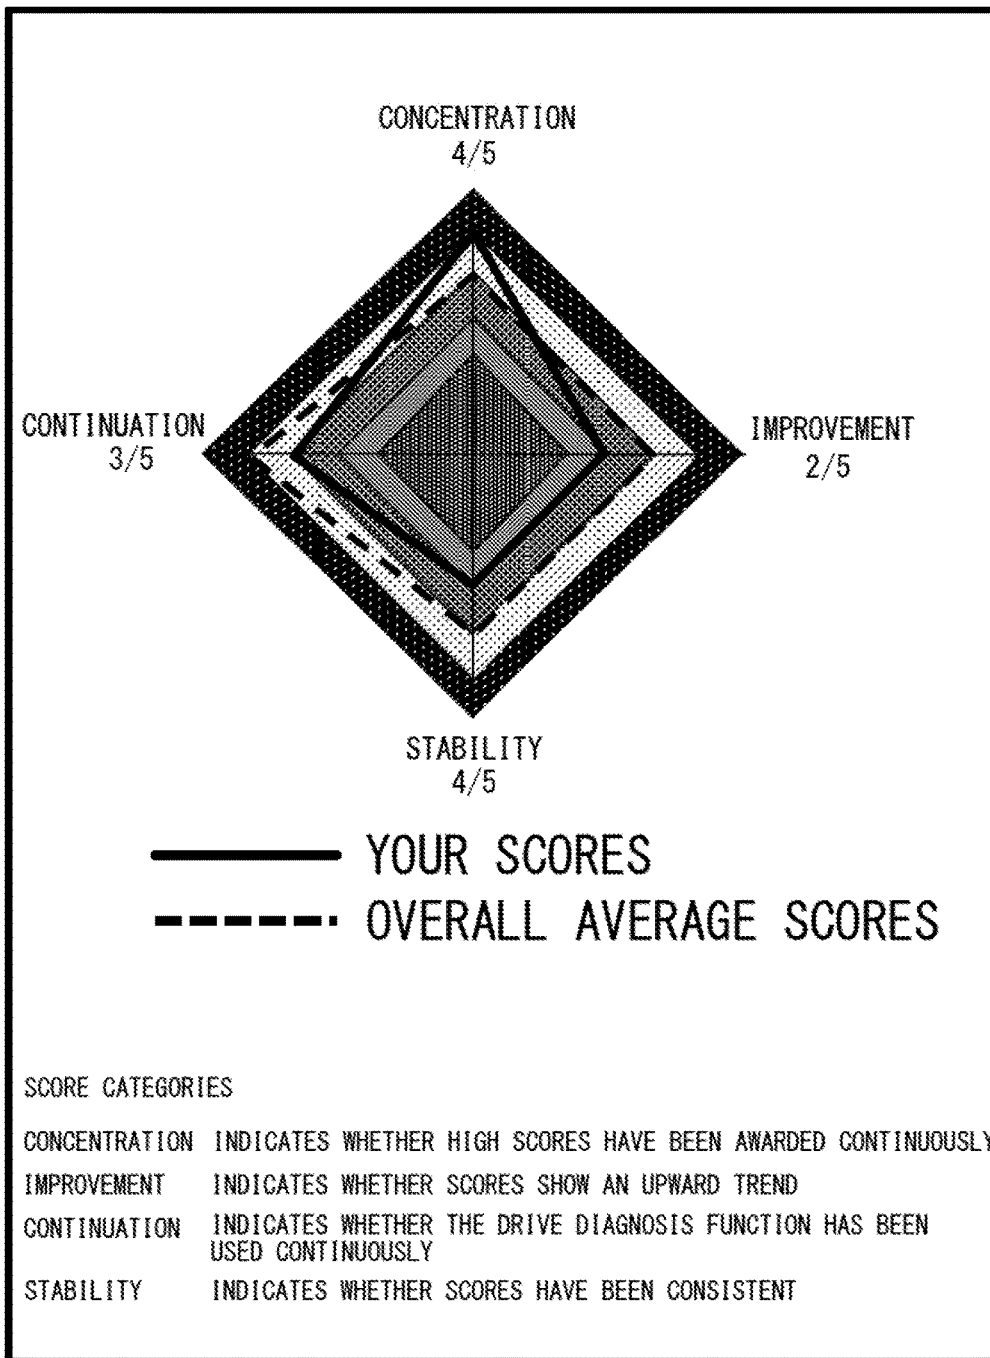 CONCENTRATION
4/5
CONTINUATION
3/5
IMPROVEMENT
2/5
STABILITY
4/5
YOUR SCORES
OVERALL AVERAGE SCORES
SCORE CATEGORIES
CONCENTRATION INDICATES WHETHER HIGH SCORES HAVE BEEN AWARDED CONTINUOUSLY
IMPROVEMENT INDICATES WHETHER SCORES SHOW AN UPWARD TREND
CONTINUATION INDICATES WHETHER THE DRIVE DIAGNOSIS FUNCTION HAS BEEN
USED CONTINUOUSLY
STABILITY INDICATES WHETHER SCORES HAVE BEEN CONSISTENT